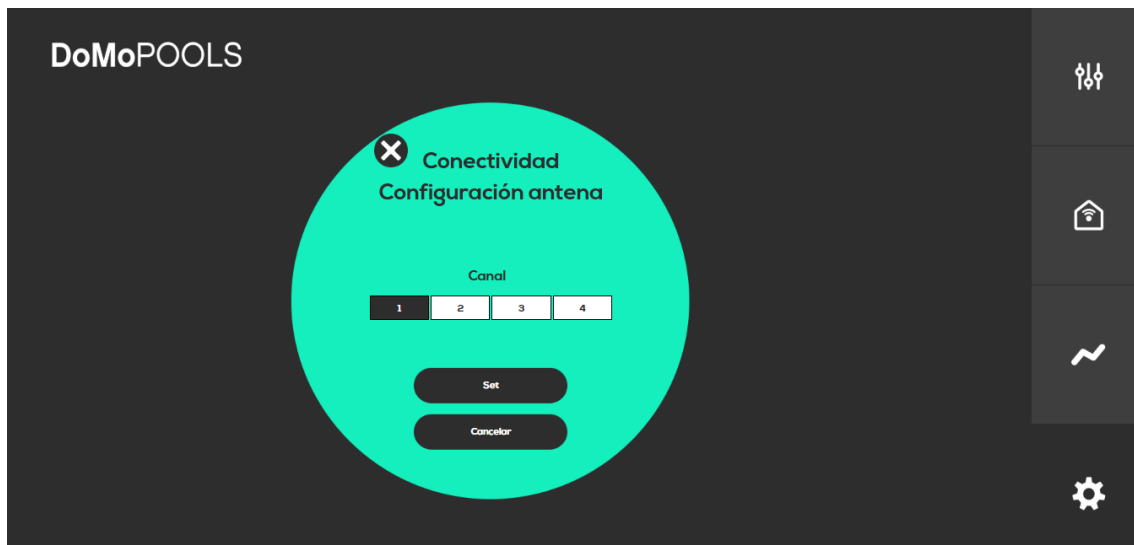 DoMoPOOLS
Conectividad
Configuración antena
Canal
1 2 3 4
Set
Cancelar